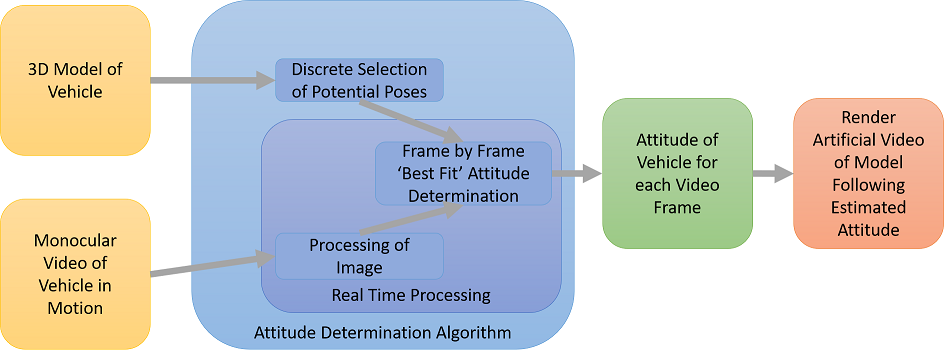 3D Model of
Vehicle
Discrete Selection
of Potential Poses
Frame by Frame
‘Best Fit’ Attitude
Determination
Attitude of
Vehicle for
each Video
Frame
Render
Artificial Video
of Model
Following
Estimated
Attitude
Monocular
Video of
Vehicle in
Motion
Processing of
Image
Real Time Processing
Attitude Determination Algorithm